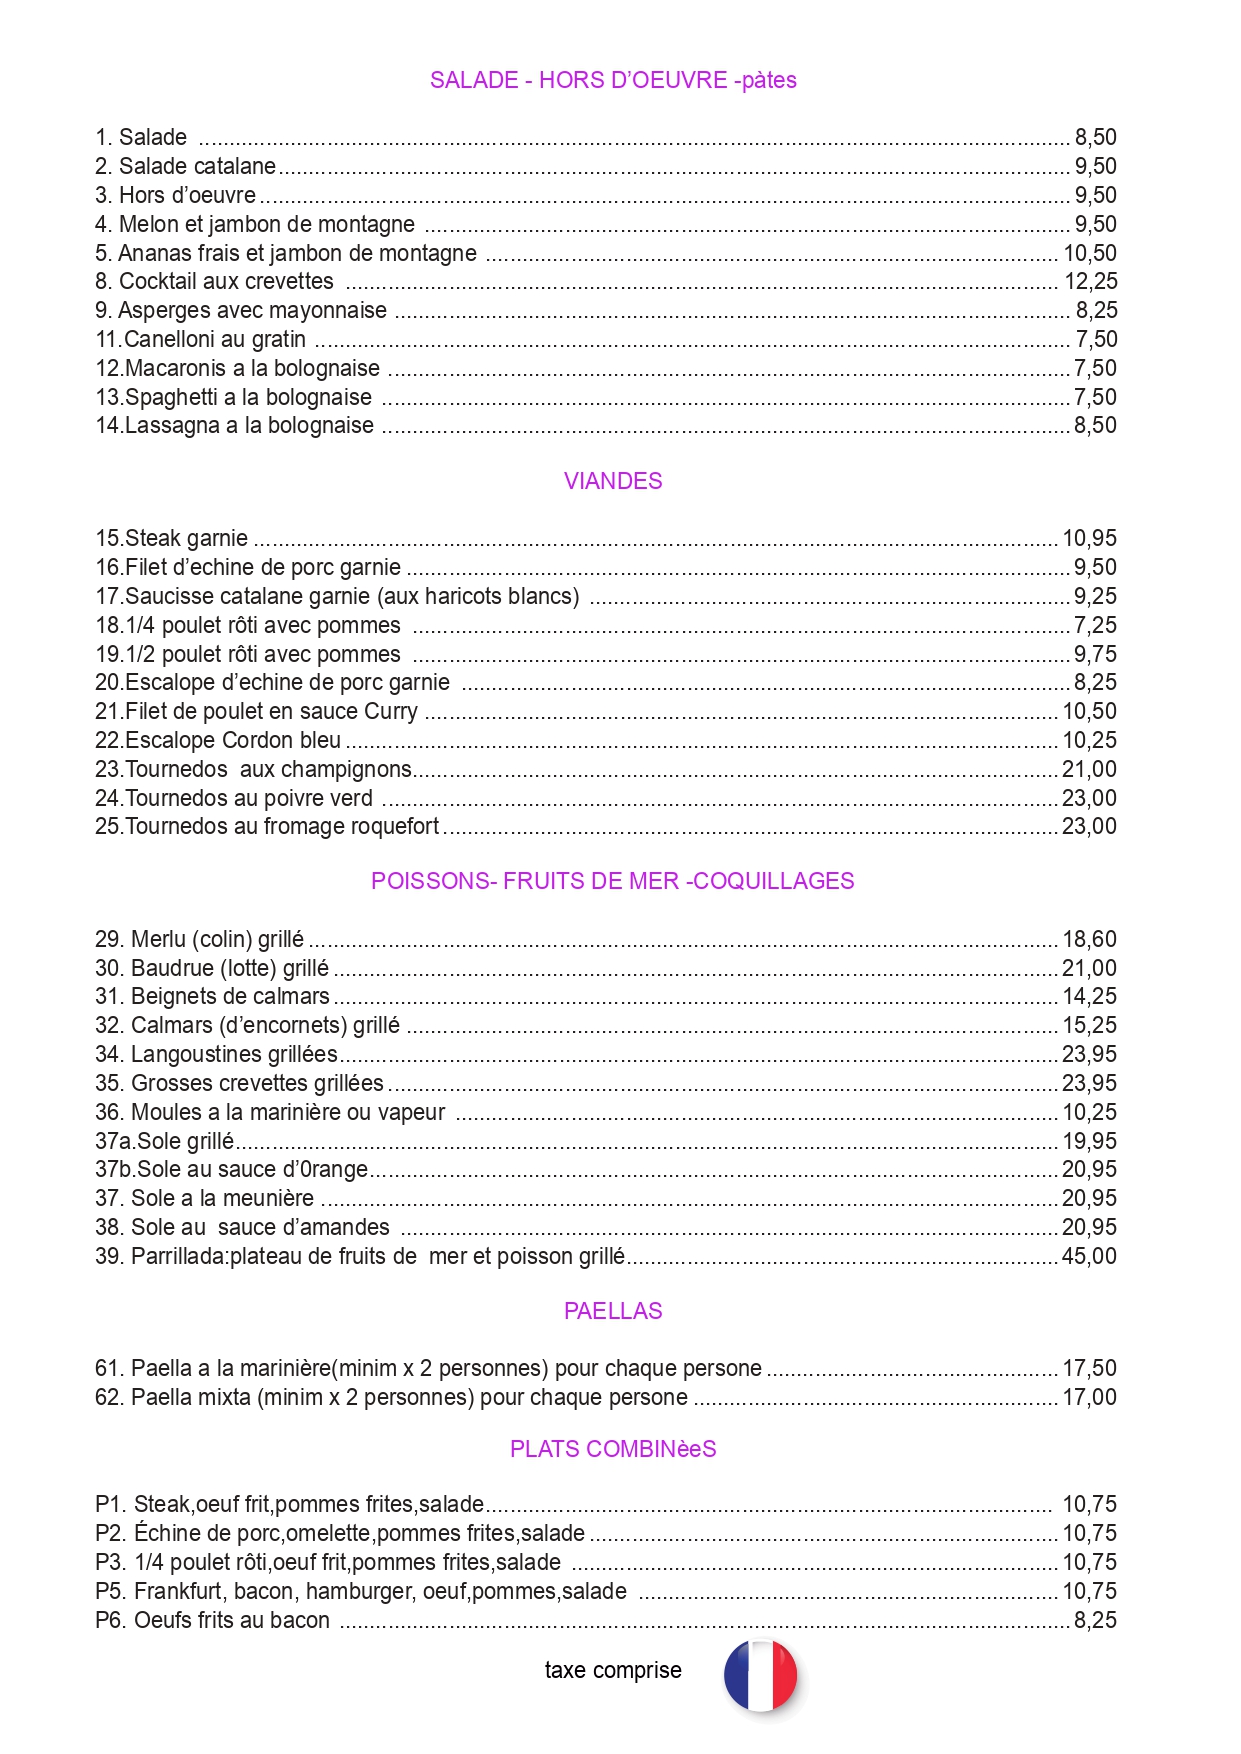 SALADE - HORS D’OEUVRE -pàtes
1. Salade ........ 8,50
2. Salade catalane ........ 9,50
3. Hors d’oeuvre ........ 9,50
4. Melon et jambon de montagne ........ 9,50
5. Ananas frais et jambon de montagne ........ 10,50
8. Cocktail aux crevettes ........ 12,25
9. Asperges avec mayonnaise ........ 8,25
11.Canelloni au gratin ........ 7,50
12.Macaronis a la bolognaise ........ 7,50
13.Spaghetti a la bolognaise ........ 7,50
14.Lassagna a la bolognaise ........ 8,50
VIANDES
15.Steak garnie ........ 10,95
16.Filet d’echine de porc garnie ........ 9,50
17.Saucisse catalane garnie (aux haricots blancs) ........ 9,25
18.1/4 poulet rôti avec pommes ........ 7,25
19.1/2 poulet rôti avec pommes ........ 9,75
20.Escalope d’echine de porc garnie ........ 8,25
21.Filet de poulet en sauce Curry ........ 10,50
22.Escalope Cordon bleu ........ 10,25
23.Tournedos aux champignons ........ 21,00
24.Tournedos au poivre verd ........ 23,00
25.Tournedos au fromage roquefort ........ 23,00
POISSONS- FRUITS DE MER -COQUILLAGES
29. Merlu (colin) grillé ........ 18,60
30. Baudrue (lotte) grillé ........ 21,00
31. Beignets de calmars ........ 14,25
32. Calmars (d’encornets) grillé ........ 15,25
34. Langoustines grillées ........ 23,95
35. Grosses crevettes grillées ........ 23,95
36. Moules a la marinière ou vapeur ........ 10,25
37a.Sole grillé ........ 19,95
37b.Sole au sauce d’0range ........ 20,95
37. Sole a la meunière ........ 20,95
38. Sole au sauce d’amandes ........ 20,95
39. Parrillada:plateau de fruits de mer et poisson grillé ........ 45,00
PAELLAS
61. Paella a la marinière(minim x 2 personnes) pour chaque persone ........ 17,50
62. Paella mixta (minim x 2 personnes) pour chaque persone ........ 17,00
PLATS COMBINèeS
P1. Steak,oeuf frit,pommes frites,salade ........ 10,75
P2. Échine de porc,omelette,pommes frites,salade ........ 10,75
P3. 1/4 poulet rôti,oeuf frit,pommes frites,salade ........ 10,75
P5. Frankfurt, bacon, hamburger, oeuf,pommes,salade ........ 10,75
P6. Oeufs frits au bacon ........ 8,25
taxe comprise